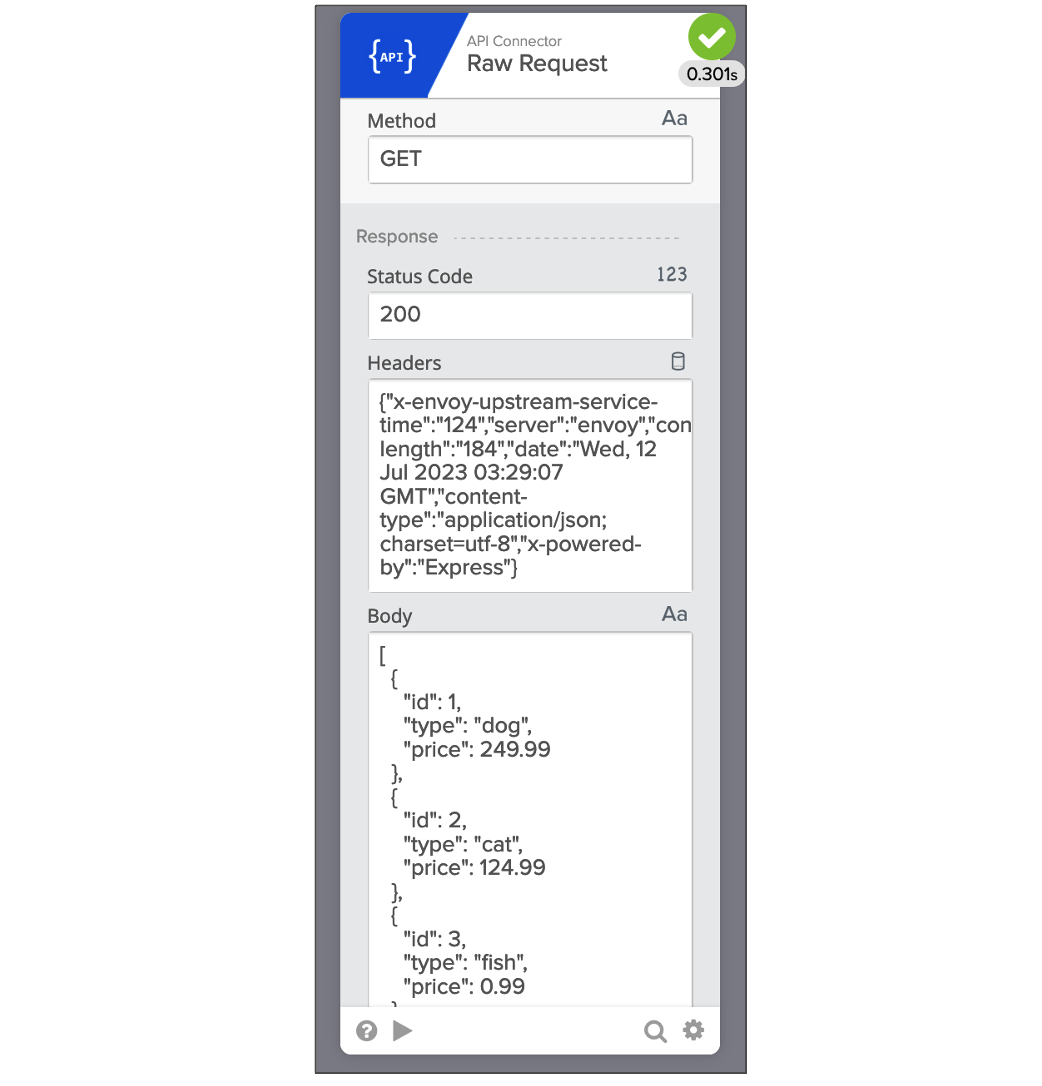 {API}
API Connector
Raw Request
0.301s
Method
Aa
GET
Response
Status Code
123
200
Headers
{"x-envoy-upstream-service-
time":"124","server":"envoy","con
length":"184","date":"Wed, 12
Jul 2023 03:29:07
GMT","content-
type":"application/json;
charset=utf-8","x-powered-
by":"Express"}
Body
Aa
[
{
"id": 1,
"type": "dog",
"price": 249.99
},
{
"id": 2,
"type": "cat",
"price": 124.99
},
{
"id": 3,
"type": "fish",
"price": 0.99